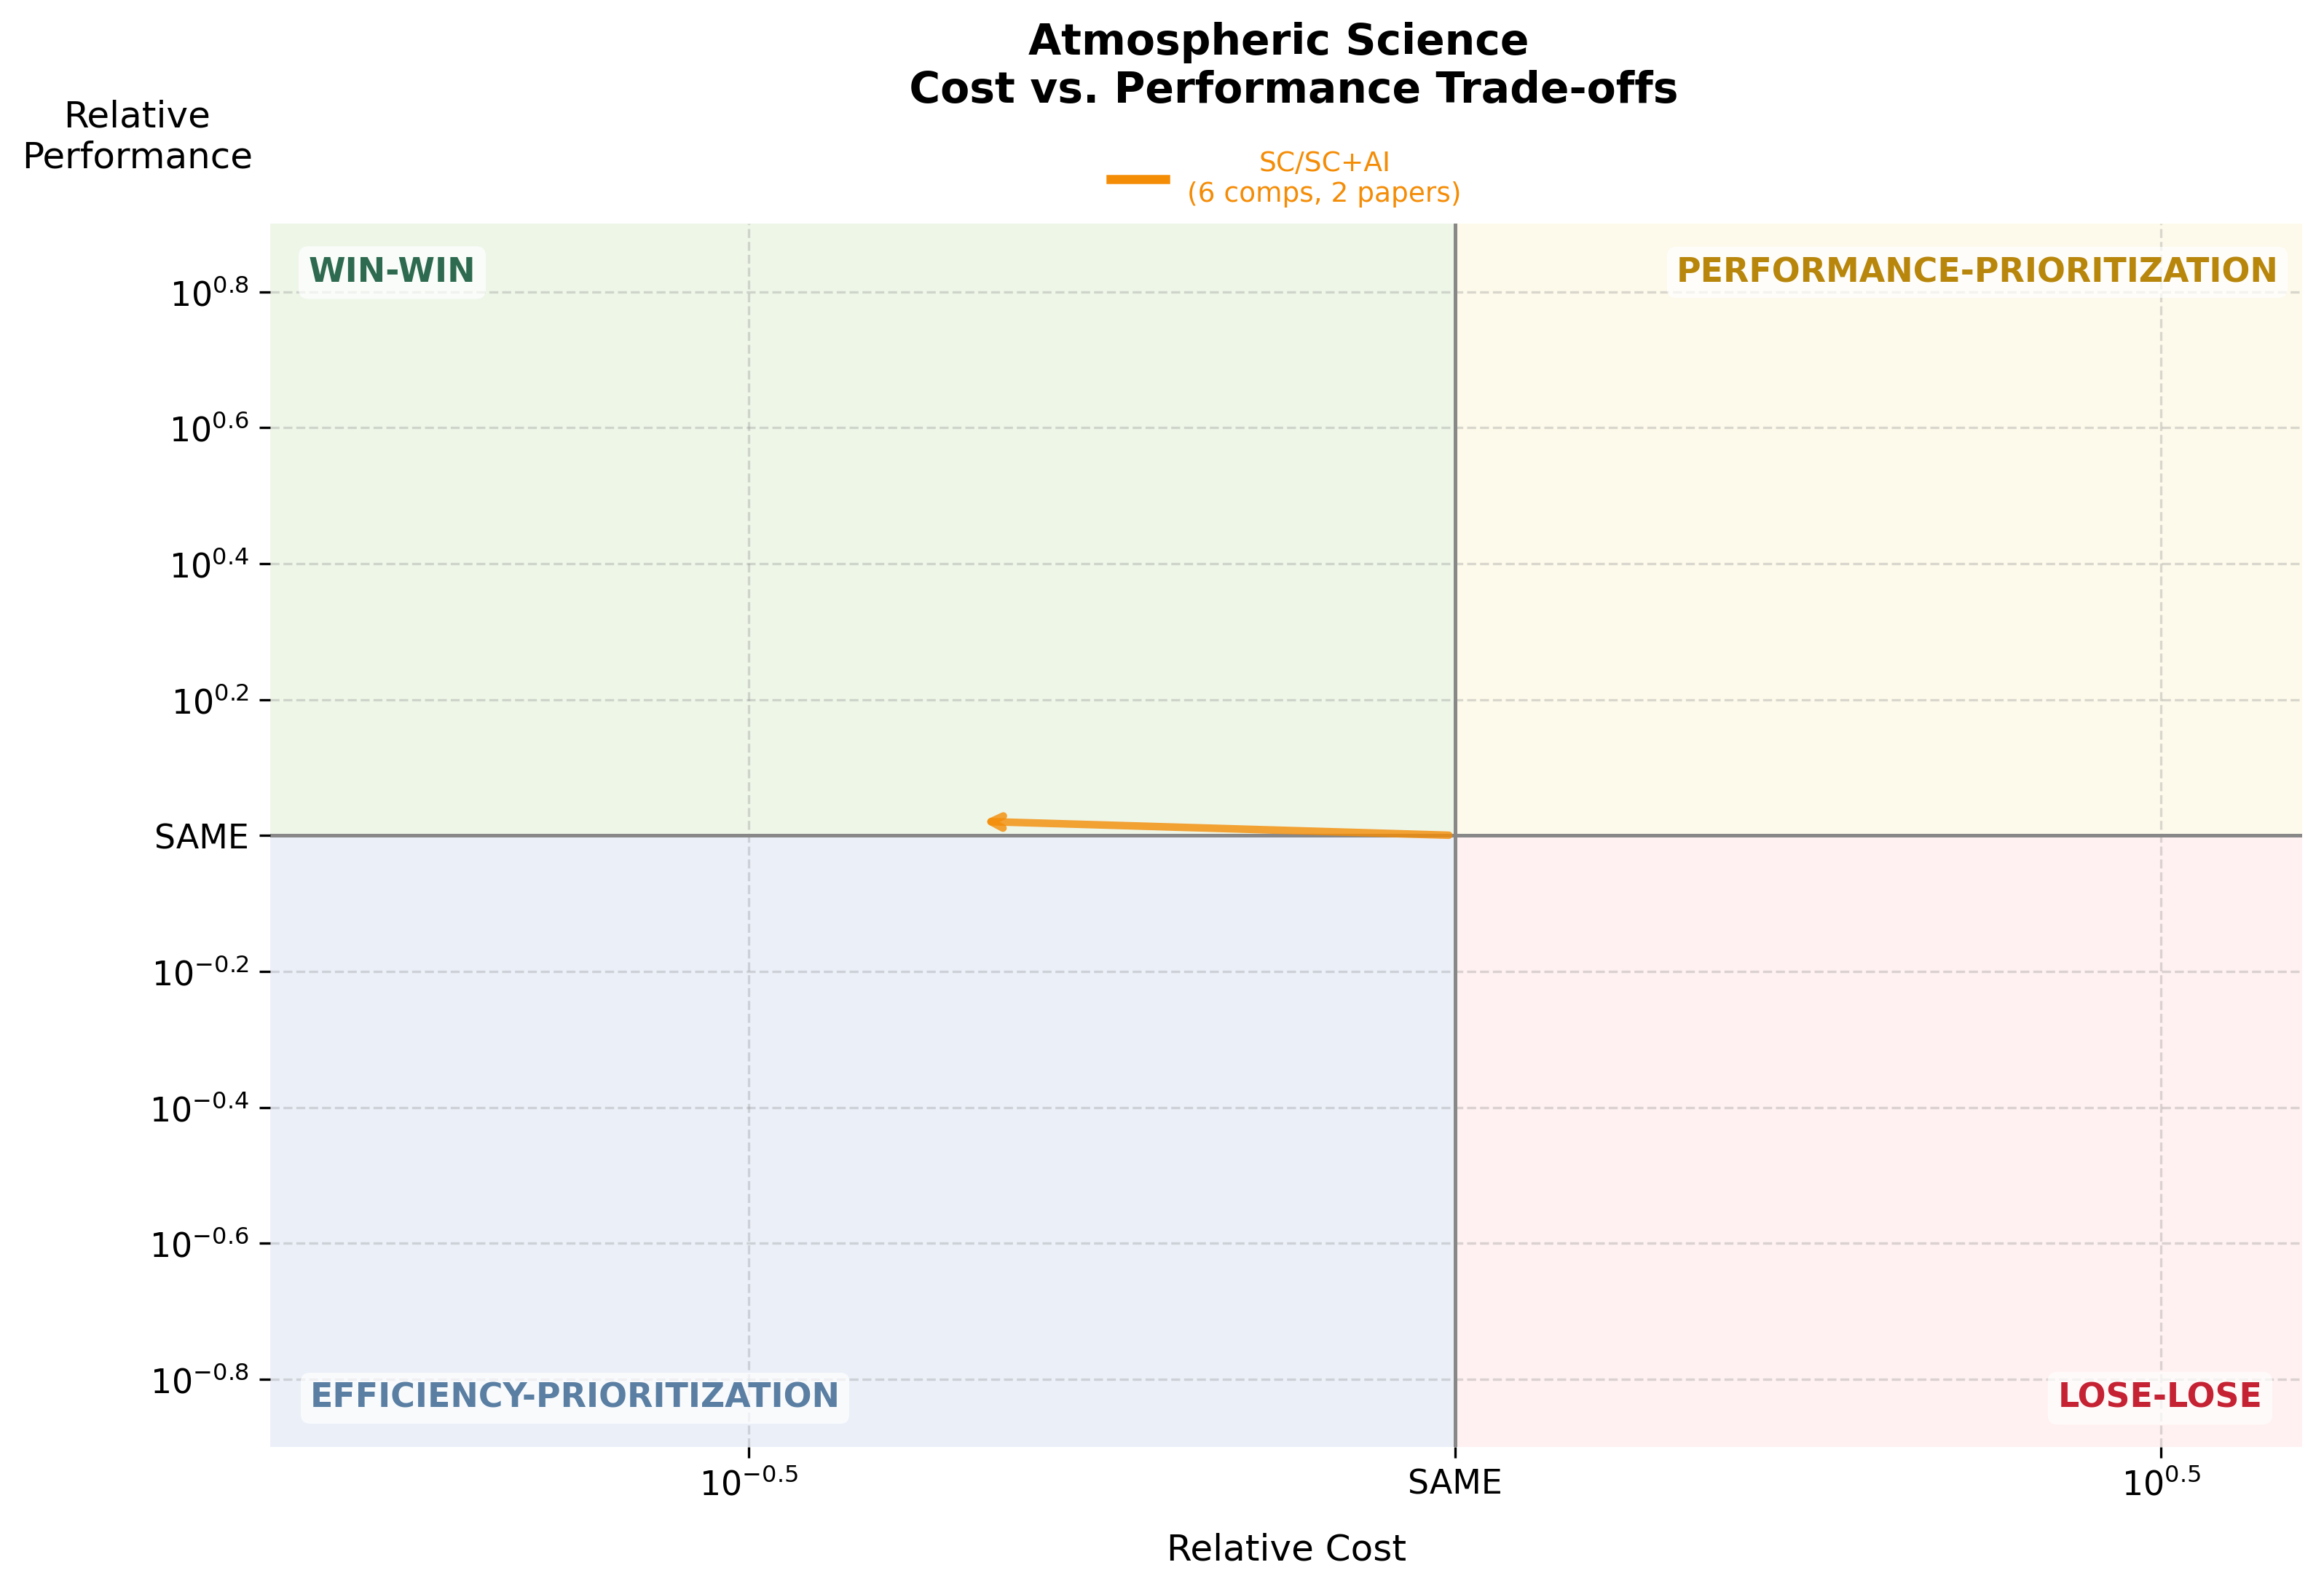 Atmospheric Science
Cost vs. Performance Trade-offs
Relative
Performance
SC/SC+AI
(6 comps, 2 papers)
WIN-WIN
PERFORMANCE-PRIORITIZATION
10^0.8
10^0.6
10^0.4
10^0.2
SAME
10^−0.2
10^−0.4
10^−0.6
10^−0.8
EFFICIENCY-PRIORITIZATION
LOSE-LOSE
10^−0.5
SAME
10^0.5
Relative Cost